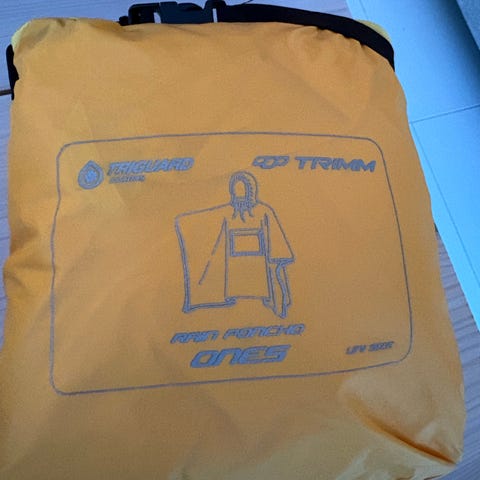 TRIGUARD
TRIMM
RAIN PONCHO
ONES